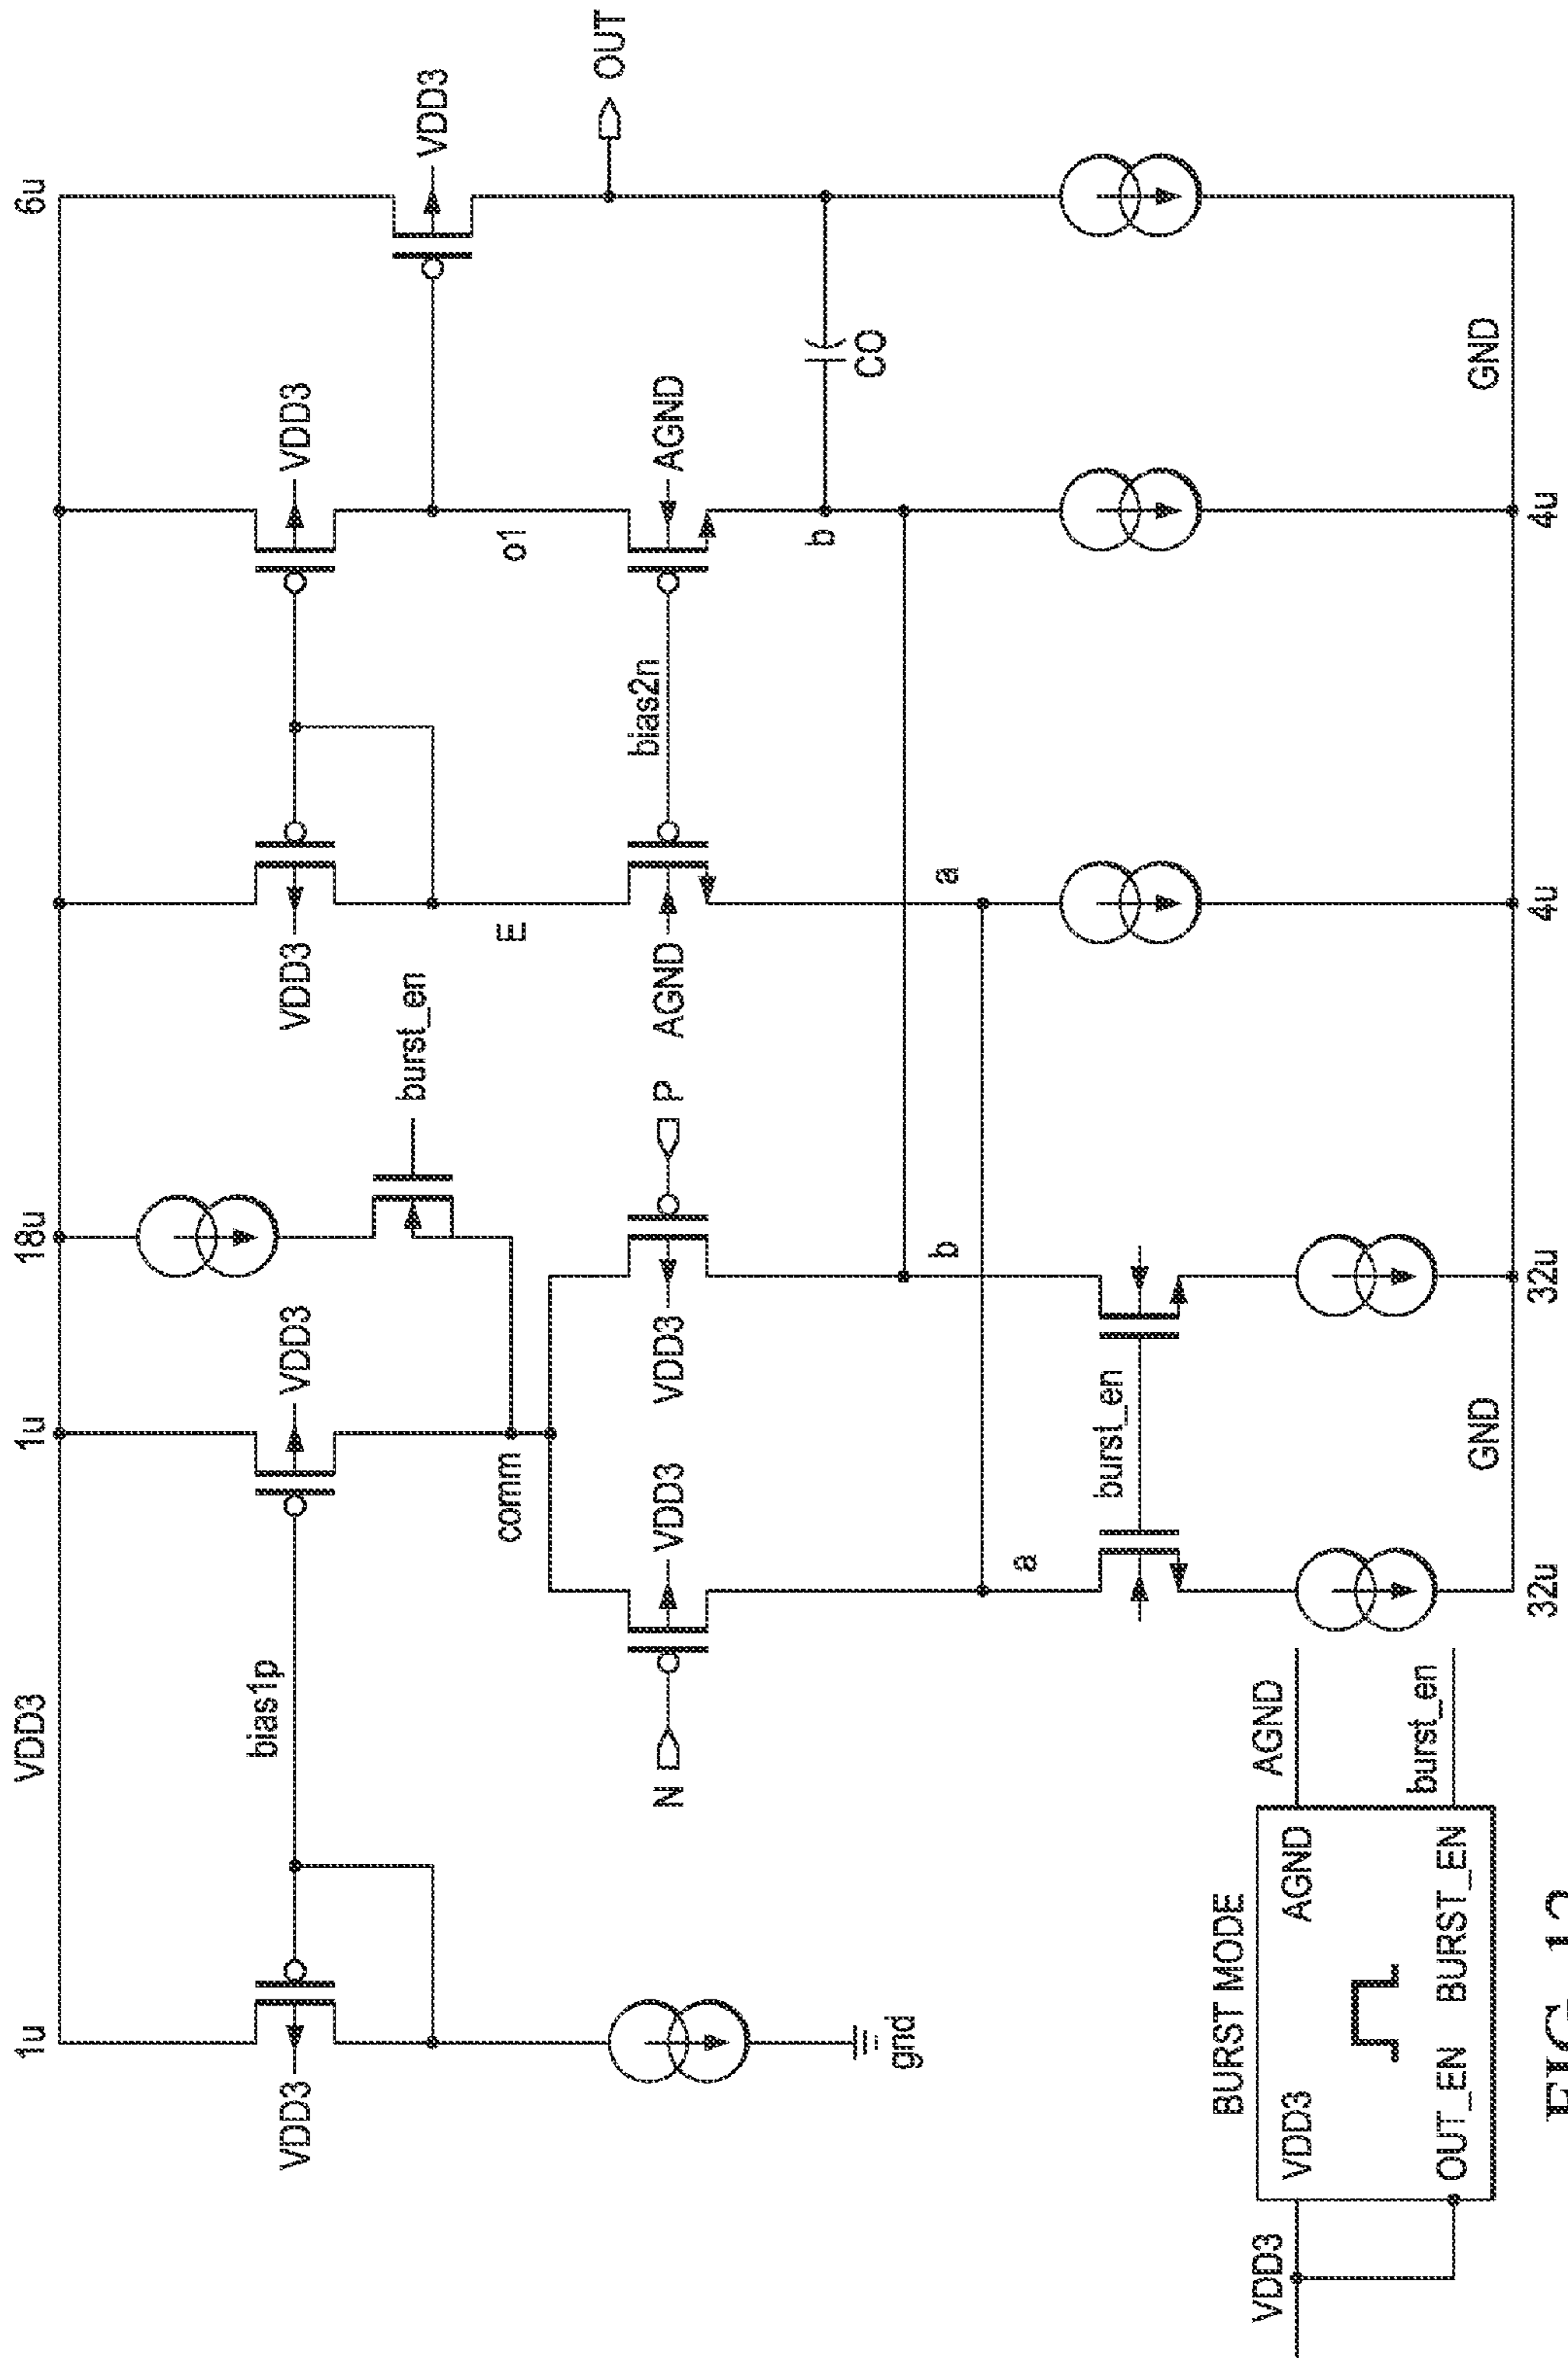 1u
VDD3
1u
18u
6u
VDD3
bias1p
VDD3
burst_en
VDD3
VDD3
VDD3
gnd
comm
E
o1
OUT
N
VDD3
VDD3
P
AGND
bias2n
AGND
b
CO
a
b
a
burst_en
GND
GND
32u
32u
4u
4u
BURST MODE
VDD3
VDD3
AGND
AGND
OUT_EN
BURST_EN
burst_en
FIG.